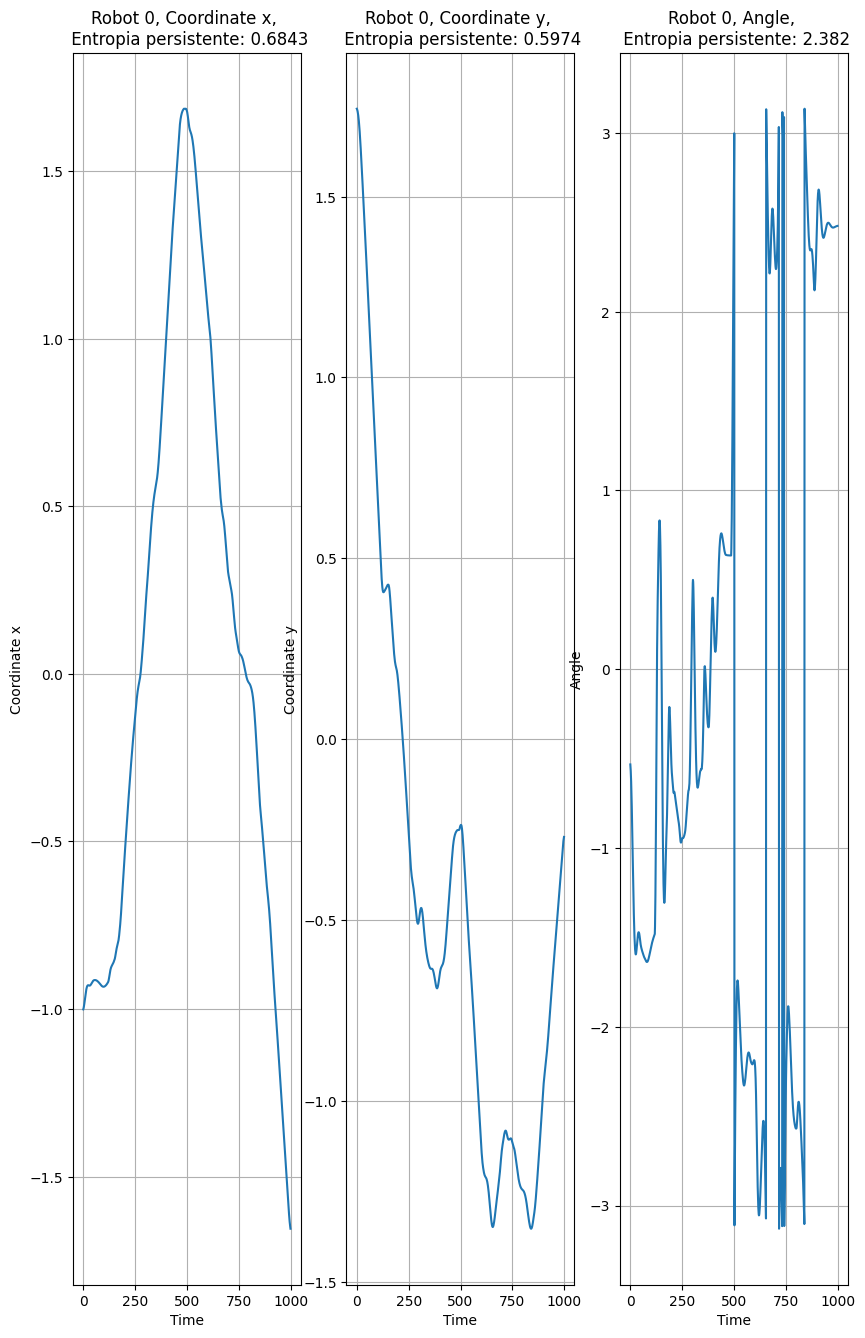 Robot 0, Coordinate x,
Entropia persistente: 0.6843
Robot 0, Coordinate y,
Entropia persistente: 0.5974
Robot 0, Angle,
Entropia persistente: 2.382
Coordinate x
1.5
1.0
0.5
0.0
−0.5
−1.0
−1.5
0 250 500 750 1000
Time
Coordinate y
1.5
1.0
0.5
0.0
−0.5
−1.0
−1.5
0 250 500 750 1000
Time
Angle
3
2
1
0
−1
−2
−3
0 250 500 750 1000
Time